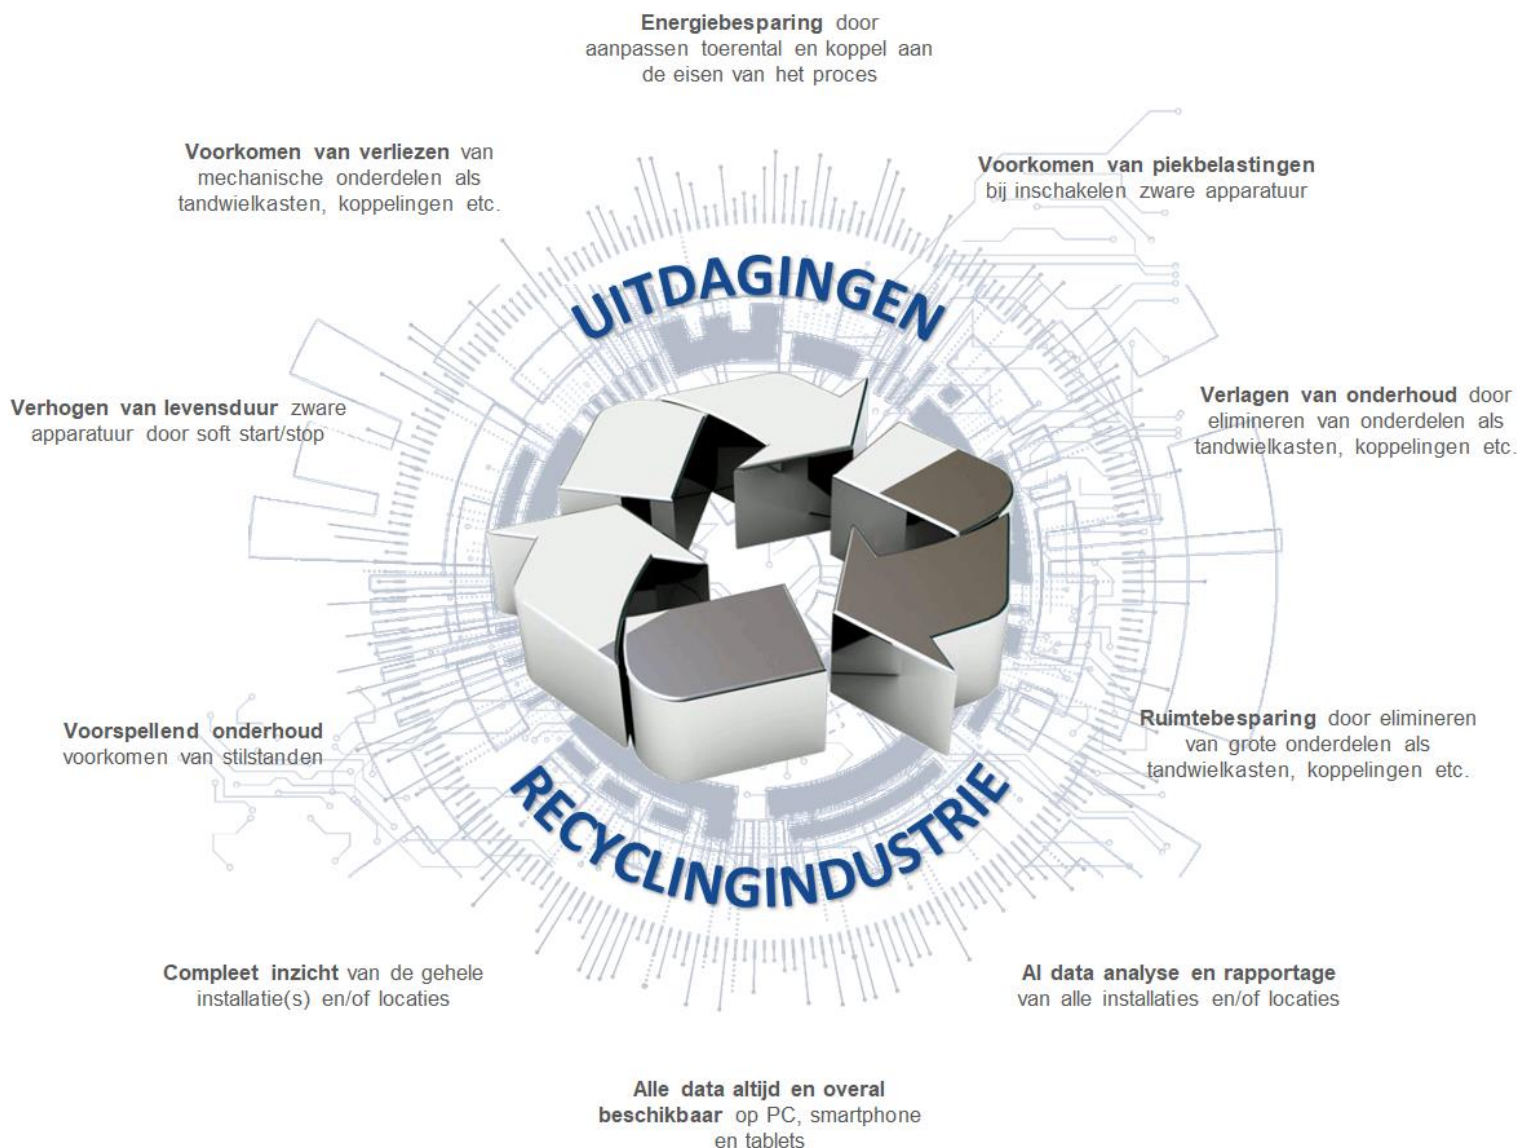 Energiebesparing door
aanpassen toerental en koppel aan
de eisen van het proces
Voorkomen van verliezen van
mechanische onderdelen als
tandwielkasten, koppelingen etc.
Voorkomen van piekbelastingen
bij inschakelen zware apparatuur
UITDAGINGEN
Verhogen van levensduur zware
apparatuur door soft start/stop
Verlagen van onderhoud door
elimineren van onderdelen als
tandwielkasten, koppelingen etc.
Voorspellend onderhoud
voorkomen van stilstanden
Ruimtebesparing door elimineren
van grote onderdelen als
tandwielkasten, koppelingen etc.
RECYCLINGINDUSTRIE
Compleet inzicht van de gehele
installatie(s) en/of locaties
AI data analyse en rapportage
van alle installaties en/of locaties
Alle data altijd en overal
beschikbaar op PC, smartphone
en tablets